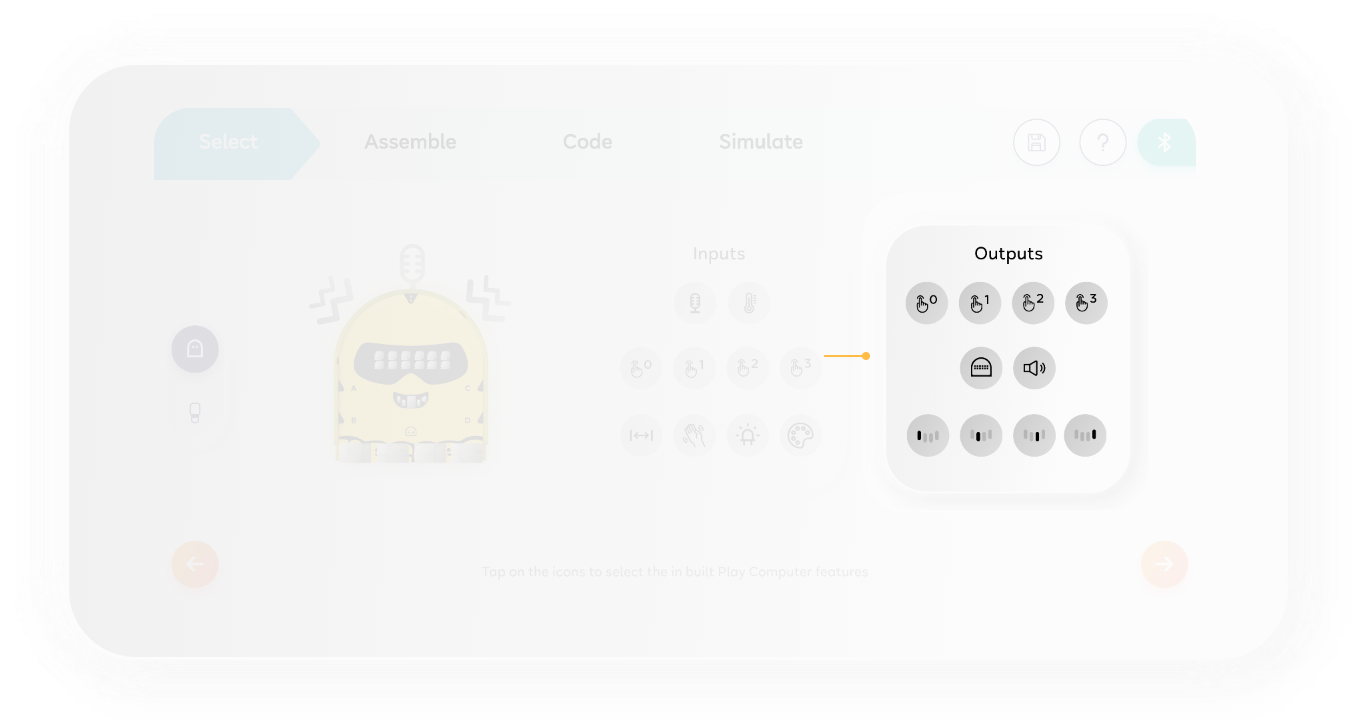 Select
Assemble
Code
Simulate
?
Inputs
Outputs
0
1
2
3
0
1
2
3
A
C
B
D
Tap on the icons to select the in built Play Computer features